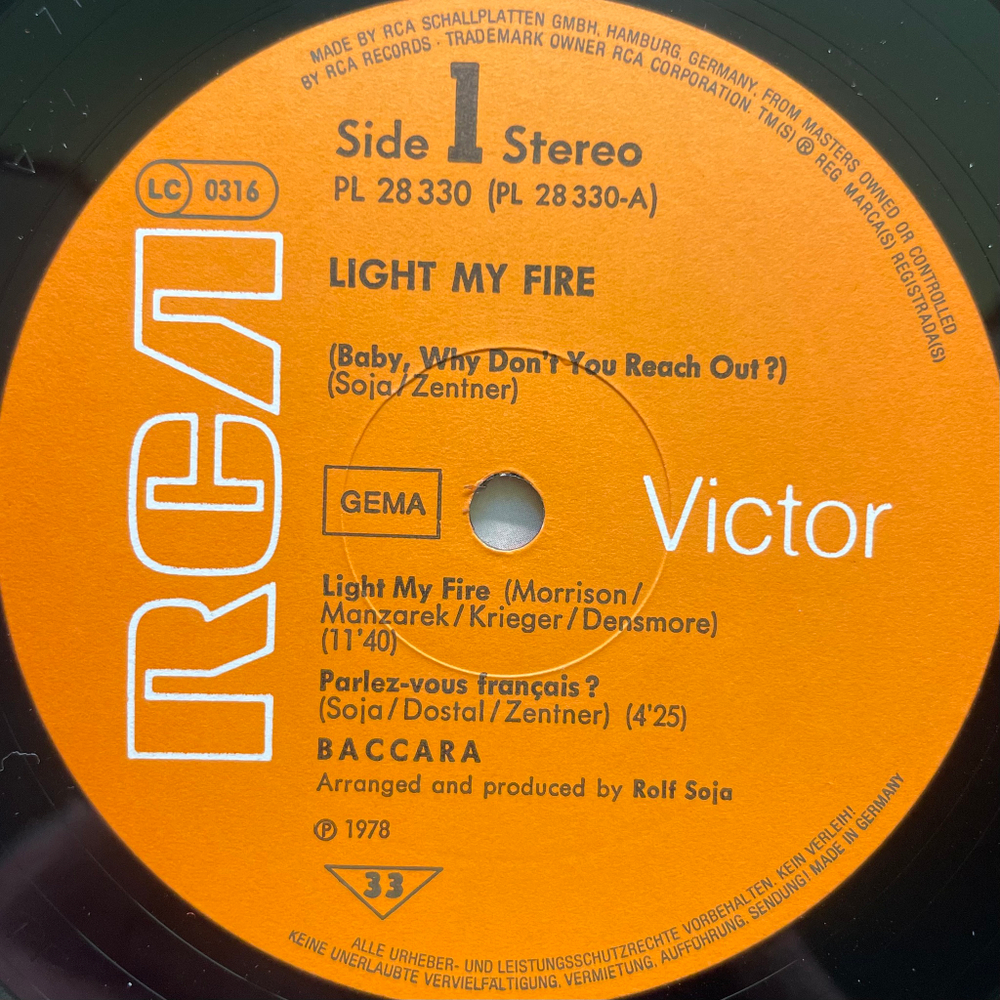 MADE BY RCA SCHALLPLATTEN GMBH, HAMBURG, GERMANY, FROM MASTERS OWNED OR CONTROLLED
BY RCA RECORDS · TRADEMARK OWNER RCA CORPORATION. TM(S) ® REG MARCA(S) REGISTRADA(S)
Side 1 Stereo
PL 28 330 (PL 28 330-A)
LC 0316
RCA
LIGHT MY FIRE
(Baby, Why Don't You Reach Out?)
(Soja/Zentner)
GEMA
Victor
Light My Fire (Morrison/
Manzarek/Krieger/Densmore)
(11'40)
Parlez-vous français?
(Soja/Dostal/Zentner) (4'25)
BACCARA
Arranged and produced by Rolf Soja
℗ 1978
33
ALLE URHEBER- UND LEISTUNGSSCHUTZRECHTE VORBEHALTEN. KEIN VERLEIH!
KEINE UNERLAUBTE VERVIELFÄLTIGUNG, VERMIETUNG, AUFFÜHRUNG, SENDUNG! MADE IN GERMANY